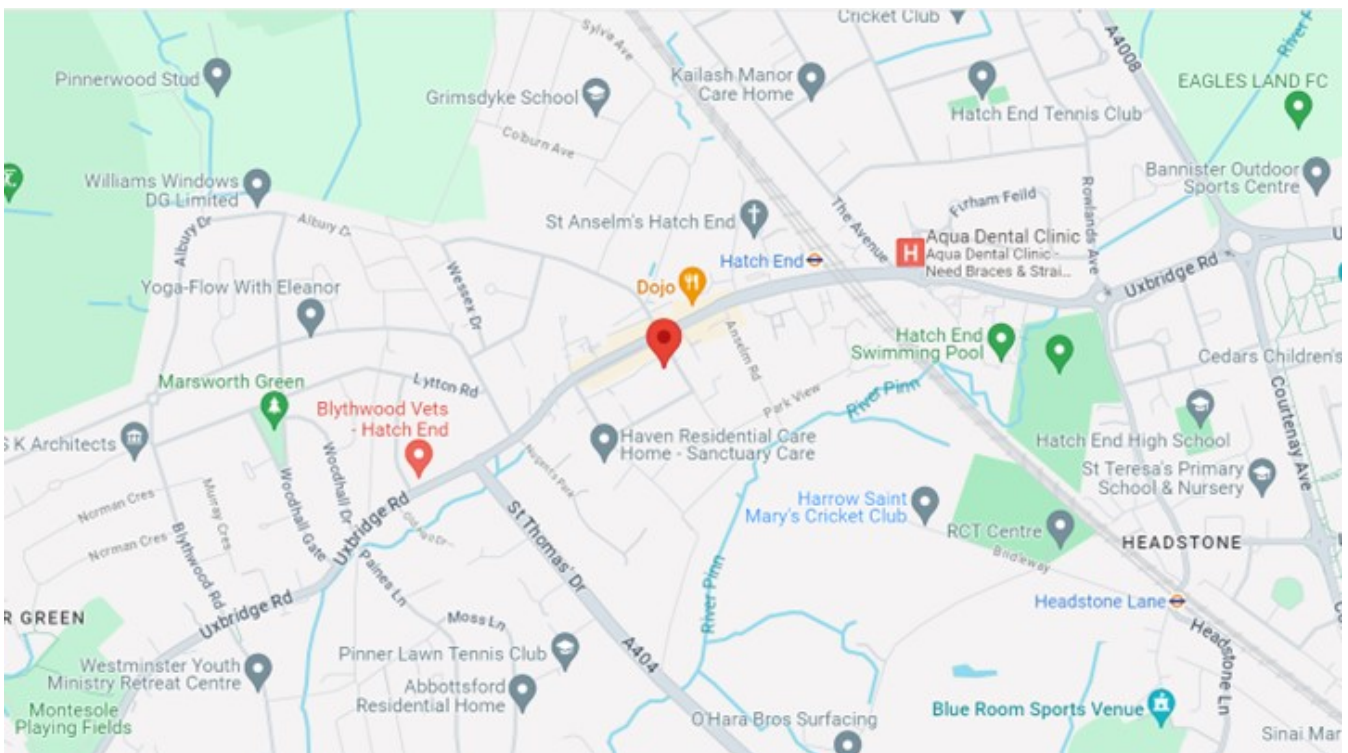 Cricket Club
Sylvia Ave
A4008
Pinnerwood Stud
Kailash Manor
Care Home
EAGLES LAND FC
Grimsdyke School
Hatch End Tennis Club
Coburn Ave
Williams Windows
DG Limited
Bannister Outdoor
Sports Centre
Rowlands Ave
Albury Dr
Albury Dr
St Anselm's Hatch End
The Avenue
Furham Feild
Aqua Dental Clinic
Aqua Dental Clinic -
Need Braces & Strai...
Hatch End
H
Uxbridge Rd
Wessex Dr
Yoga-Flow With Eleanor
Dojo
Anselm Rd
Hatch End
Swimming Pool
Cedars Children's
Marsworth Green
Lytton Rd
Park View
River Pinn
Courtenay Ave
Blythwood Vets
- Hatch End
S K Architects
Haven Residential Care
Home - Sanctuary Care
Hatch End High School
Nugents Park
St Teresa's Primary
School & Nursery
Norman Cres
Murray Cres
Woodhall Gate
Woodhall Dr
Uxbridge Rd
St Thomas' Dr
Harrow Saint
Mary's Cricket Club
RCT Centre
HEADSTONE
Norman Cres
Blythwood Rd
Paines Ln
Bridleway
River Pinn
Headstone Lane
Uxbridge Rd
R GREEN
Moss Ln
Headstone Ln
Pinner Lawn Tennis Club
A404
Westminster Youth
Ministry Retreat Centre
Abbottsford
Residential Home
Montesole
Playing Fields
O'Hara Bros Surfacing
Blue Room Sports Venue
Sinai Mar